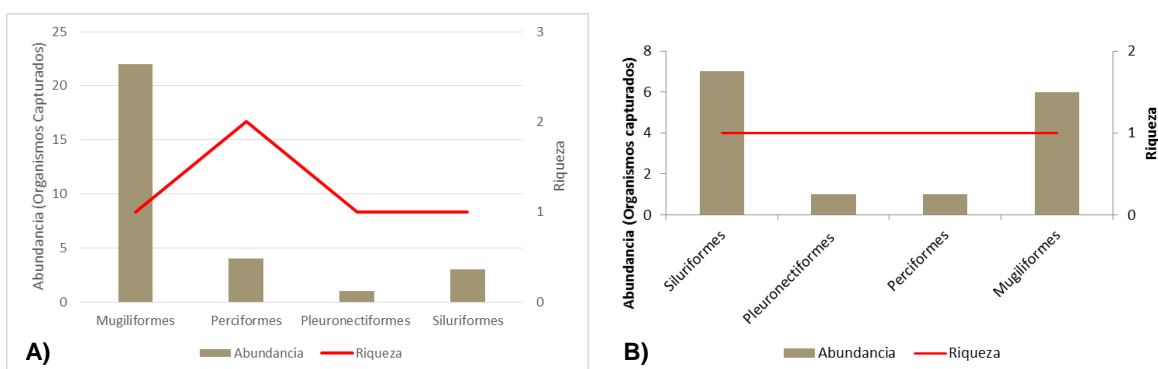 Abundancia (Organismos Capturados)
25
20
15
10
5
0
3
2
1
0
Riqueza
Mugiliformes Perciformes Pleuronectiformes Siluriformes
Abundancia Riqueza
A)
Abundancia (Organismos capturados)
8
6
4
2
0
2
1
0
Riqueza
Siluriformes
Pleuronectiformes
Perciformes
Mugiliformes
Abundancia Riqueza
B)